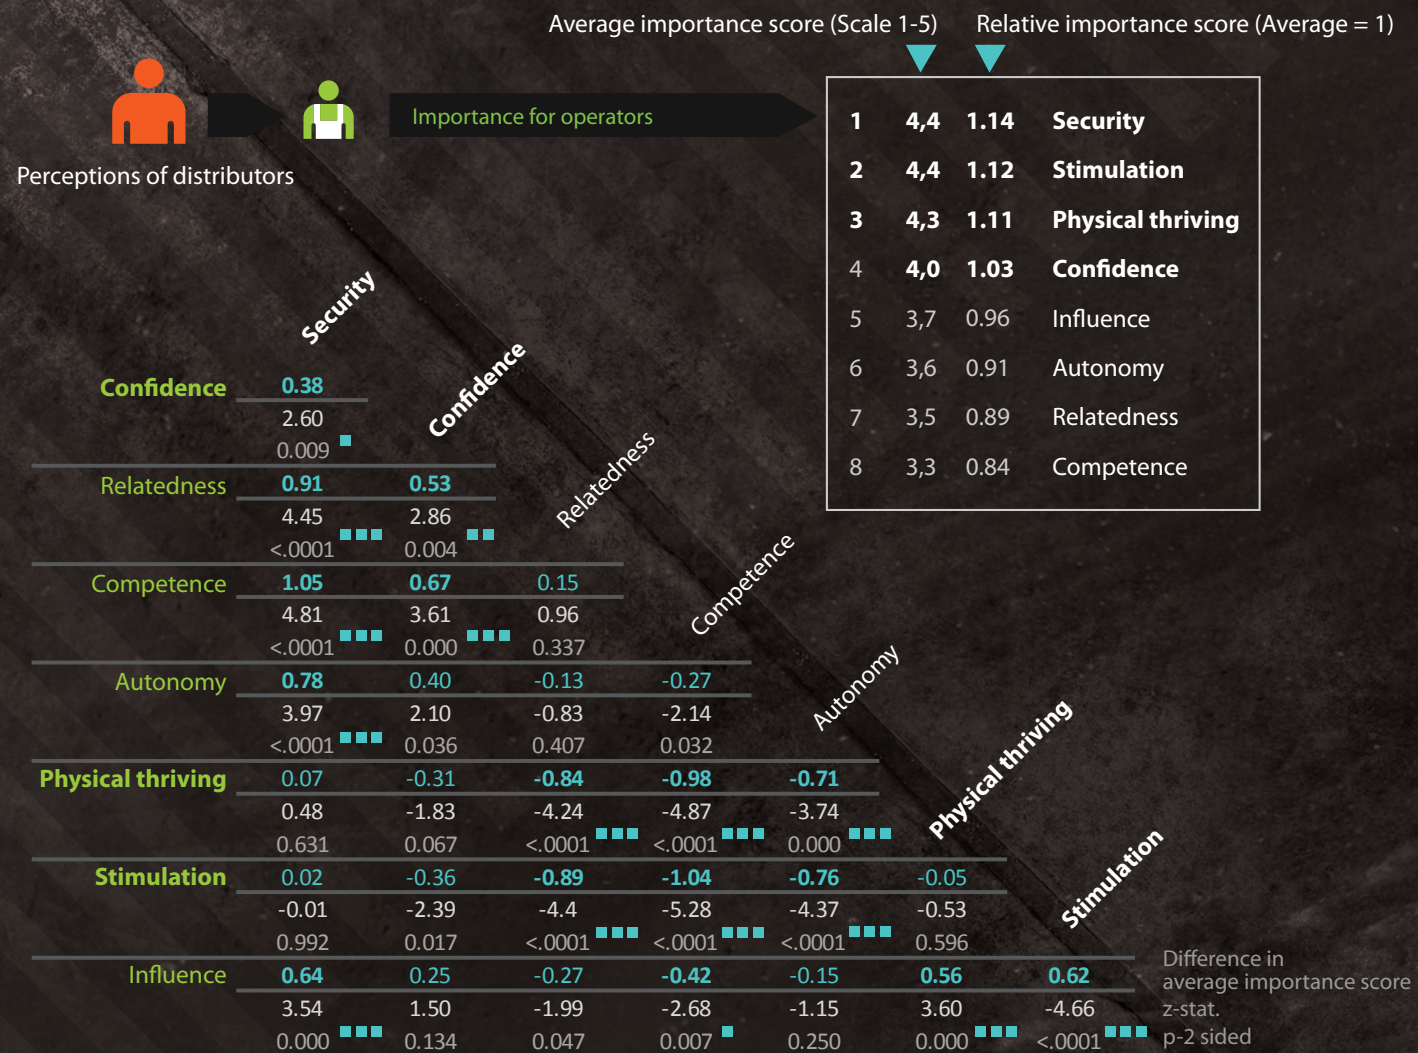 Average importance score (Scale 1-5) Relative importance score (Average = 1)
Importance for operators
Perceptions of distributors
1 4,4 1.14 Security
2 4,4 1.12 Stimulation
3 4,3 1.11 Physical thriving
4 4,0 1.03 Confidence
5 3,7 0.96 Influence
6 3,6 0.91 Autonomy
7 3,5 0.89 Relatedness
8 3,3 0.84 Competence
Security
Confidence 0.38
2.60
0.009
Confidence
Relatedness 0.91 0.53
4.45 2.86
<.0001 0.004
Relatedness
Competence 1.05 0.67 0.15
4.81 3.61 0.96
<.0001 0.000 0.337
Competence
Autonomy 0.78 0.40 -0.13 -0.27
3.97 2.10 -0.83 -2.14
<.0001 0.036 0.407 0.032
Autonomy
Physical thriving 0.07 -0.31 -0.84 -0.98 -0.71
0.48 -1.83 -4.24 -4.87 -3.74
0.631 0.067 <.0001 <.0001 0.000
Physical thriving
Stimulation 0.02 -0.36 -0.89 -1.04 -0.76 -0.05
-0.01 -2.39 -4.4 -5.28 -4.37 -0.53
0.992 0.017 <.0001 <.0001 <.0001 0.596
Stimulation
Influence 0.64 0.25 -0.27 -0.42 -0.15 0.56 0.62
3.54 1.50 -1.99 -2.68 -1.15 3.60 -4.66
0.000 0.134 0.047 0.007 0.250 0.000 <.0001
Difference in
average importance score
z-stat.
p-2 sided